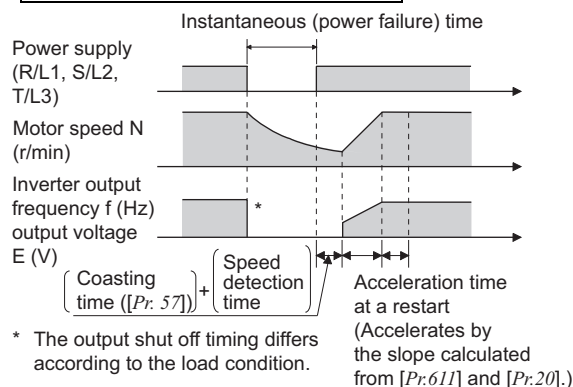 Instantaneous (power failure) time
Power supply
(R/L1, S/L2,
T/L3)
Motor speed N
(r/min)
Inverter output
frequency f (Hz)
output voltage
E (V)
*
Coasting
time ([Pr. 57])
+
Speed
detection
time
Acceleration time
at a restart
(Accelerates by
the slope calculated
from [Pr.611] and [Pr.20].)
* The output shut off timing differs
according to the load condition.